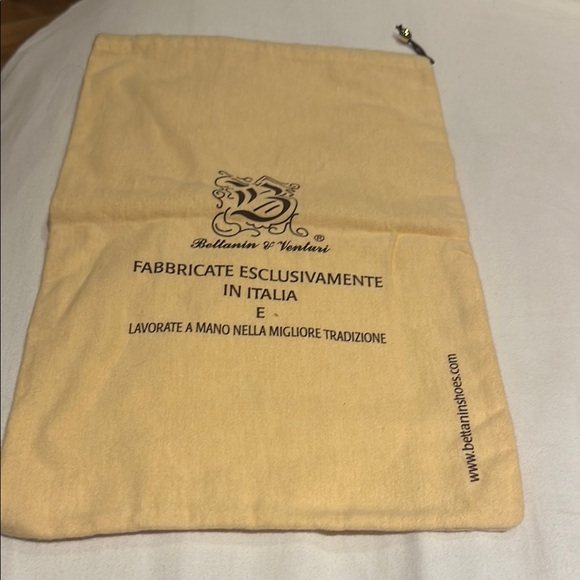 Bettanin & Venturi ®
FABBRICATE ESCLUSIVAMENTE
IN ITALIA
E
LAVORATE A MANO NELLA MIGLIORE TRADIZIONE
www.bettaninshoes.com